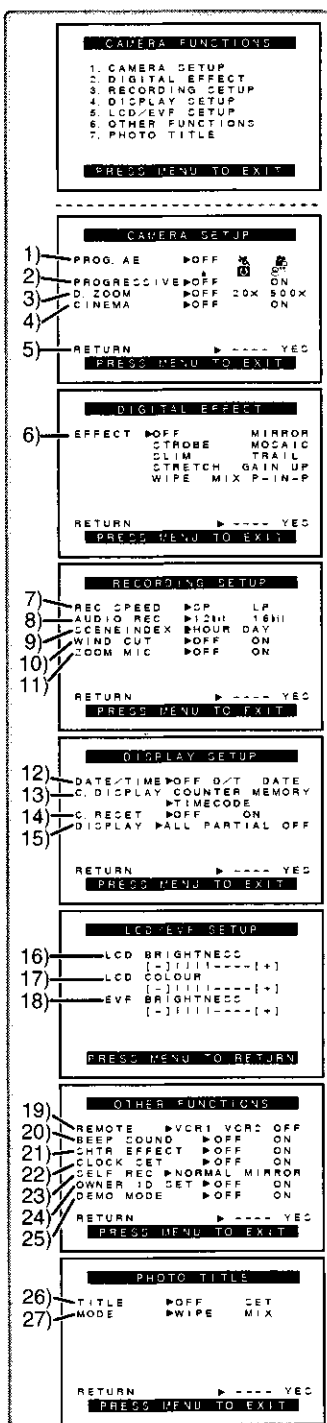 CAMERA FUNCTIONS
1. CAMERA SETUP
2. DIGITAL EFFECT
3. RECORDING SETUP
4. DISPLAY SETUP
5. LCD/EVF SETUP
6. OTHER FUNCTIONS
7. PHOTO TITLE
PRESS MENU TO EXIT
CAMERA SETUP
1) PROG. AE ▶OFF
2) PROGRESSIVE ▶OFF ON
3) D. ZOOM ▶OFF 20X 500X
4) CINEMA ▶OFF ON
5) RETURN ▶ ---- YES
PRESS MENU TO EXIT
DIGITAL EFFECT
6) EFFECT ▶OFF MIRROR
STROBE MOSAIC
SLIM TRAIL
STRETCH GAIN UP
WIPE MIX P-IN-P
RETURN ▶ ---- YES
PRESS MENU TO EXIT
RECORDING SETUP
7) REC SPEED ▶SP LP
8) AUDIO REC ▶12bit 16bit
9) SCENEINDEX ▶HOUR DAY
10) WIND CUT ▶OFF ON
11) ZOOM MIC ▶OFF ON
RETURN ▶ ---- YES
PRESS MENU TO EXIT
DISPLAY SETUP
12) DATE/TIME ▶OFF D/T DATE
13) C. DISPLAY COUNTER MEMORY
▶TIMECODE
14) C. RESET ▶OFF ON
15) DISPLAY ▶ALL PARTIAL OFF
RETURN ▶ ---- YES
PRESS MENU TO EXIT
LCD/EVF SETUP
16) LCD BRIGHTNESS
[-]||||----[+]
17) LCD COLOUR
[-]||||----[+]
18) EVF BRIGHTNESS
[-]||||----[+]
PRESS MENU TO RETURN
OTHER FUNCTIONS
19) REMOTE ▶VCR1 VCR2 OFF
20) BEEP SOUND ▶OFF ON
21) SHTR EFFECT ▶OFF ON
22) CLOCK SET ▶OFF ON
23) SELF REC ▶NORMAL MIRROR
24) OWNER ID SET ▶OFF ON
25) DEMO MODE ▶OFF ON
RETURN ▶ ---- YES
PRESS MENU TO EXIT
PHOTO TITLE
26) TITLE ▶OFF SET
27) MODE ▶WIPE MIX
RETURN ▶ ---- YES
PRESS MENU TO EXIT